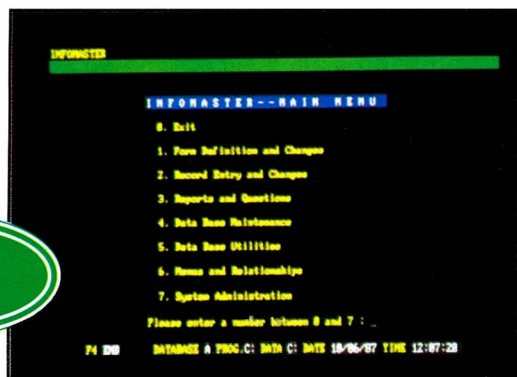 INFOMASTER
INFOMASTER--MAIN MENU
0. Exit
1. Form Definition and Changes
2. Record Entry and Changes
3. Reports and Questions
4. Data Base Maintenance
5. Data Base Utilities
6. Menus and Relationships
7. System Administration
Please enter a number between 0 and 7 : _
F4 END DATABASE A PROG.C: DATA C: DATE 18/06/87 TIME 12:07:28